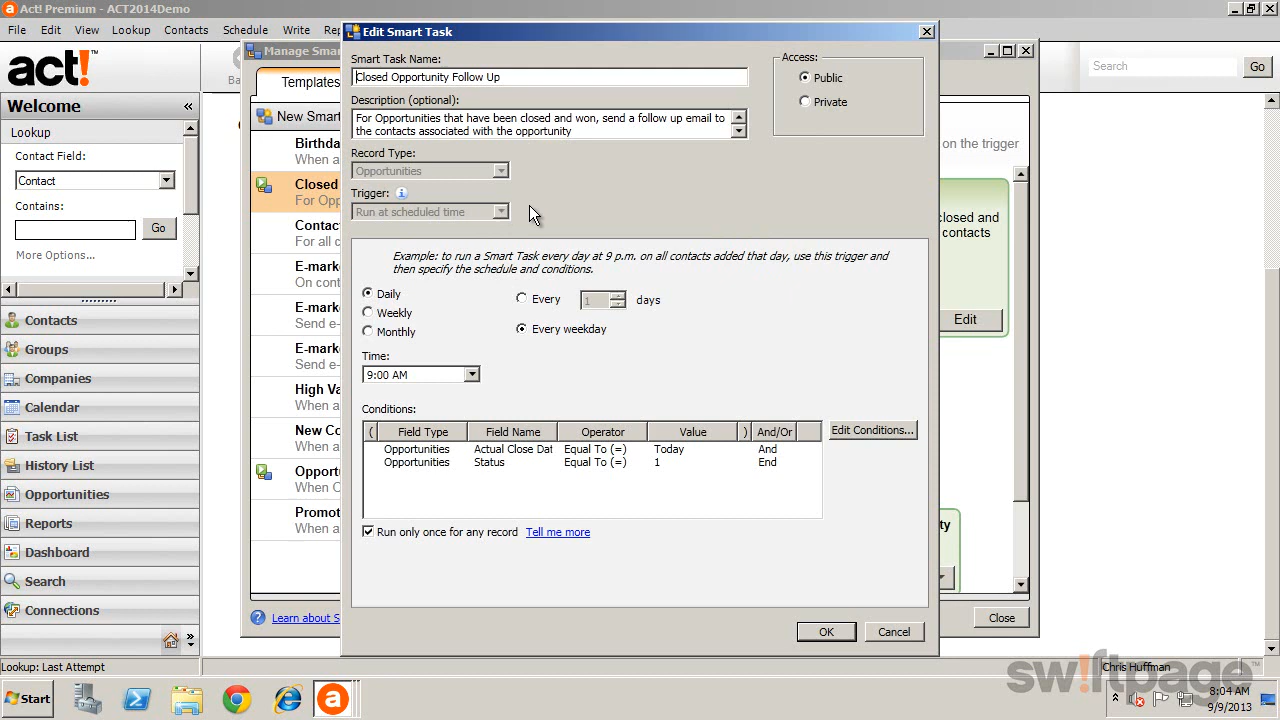 Act! Premium - ACT2014Demo
File Edit View Lookup Contacts Schedule Write
act!
Search
Go
Welcome
Lookup
Contact Field:
Contact
Contains:
Go
More Options...
Contacts
Groups
Companies
Calendar
Task List
History List
Opportunities
Reports
Dashboard
Search
Connections
Lookup: Last Attempt
Manage Smar
Templates
New Smar
Birthda
When a
Closed
For Opp
Contac
For all c
E-mark
On cont
E-mark
Send e-
E-mark
Send e-
High Va
When a
New Co
When a
Opport
When O
Promot
When a
Learn about S
Edit Smart Task
Smart Task Name:
Closed Opportunity Follow Up
Description (optional):
For Opportunities that have been closed and won, send a follow up email to
the contacts associated with the opportunity
Access:
Public
Private
Record Type:
Opportunities
Trigger:
Run at scheduled time
Example: to run a Smart Task every day at 9 p.m. on all contacts added that day, use this trigger and
then specify the schedule and conditions.
Daily
Weekly
Monthly
Every 1 days
Every weekday
Time:
9:00 AM
Conditions:
( Field Type Field Name Operator Value ) And/Or
Opportunities Actual Close Dat Equal To (=) Today And
Opportunities Status Equal To (=) 1 End
Edit Conditions...
Run only once for any record Tell me more
OK Cancel
on the trigger
closed and
contacts
Edit
ty
Close
swiftpage
Chris Huffman
Start
8:04 AM
9/9/2013